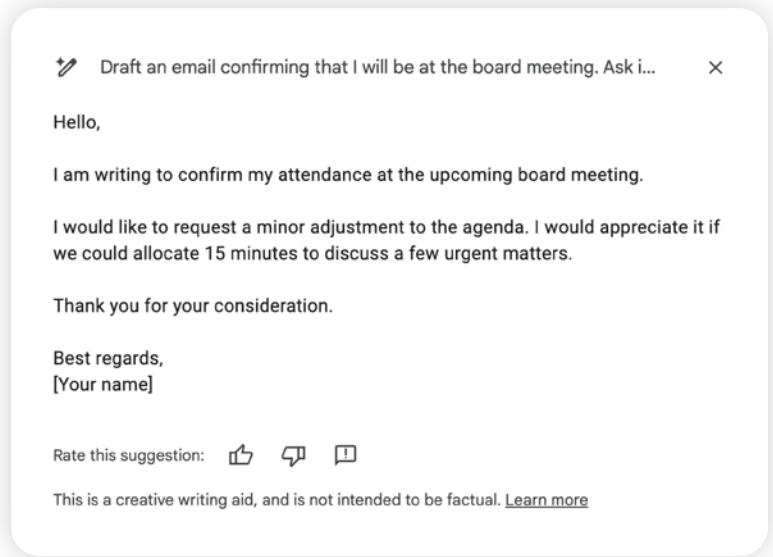 Draft an email confirming that I will be at the board meeting. Ask i...
Hello,
I am writing to confirm my attendance at the upcoming board meeting.
I would like to request a minor adjustment to the agenda. I would appreciate it if
we could allocate 15 minutes to discuss a few urgent matters.
Thank you for your consideration.
Best regards,
[Your name]
Rate this suggestion:
This is a creative writing aid, and is not intended to be factual. Learn more